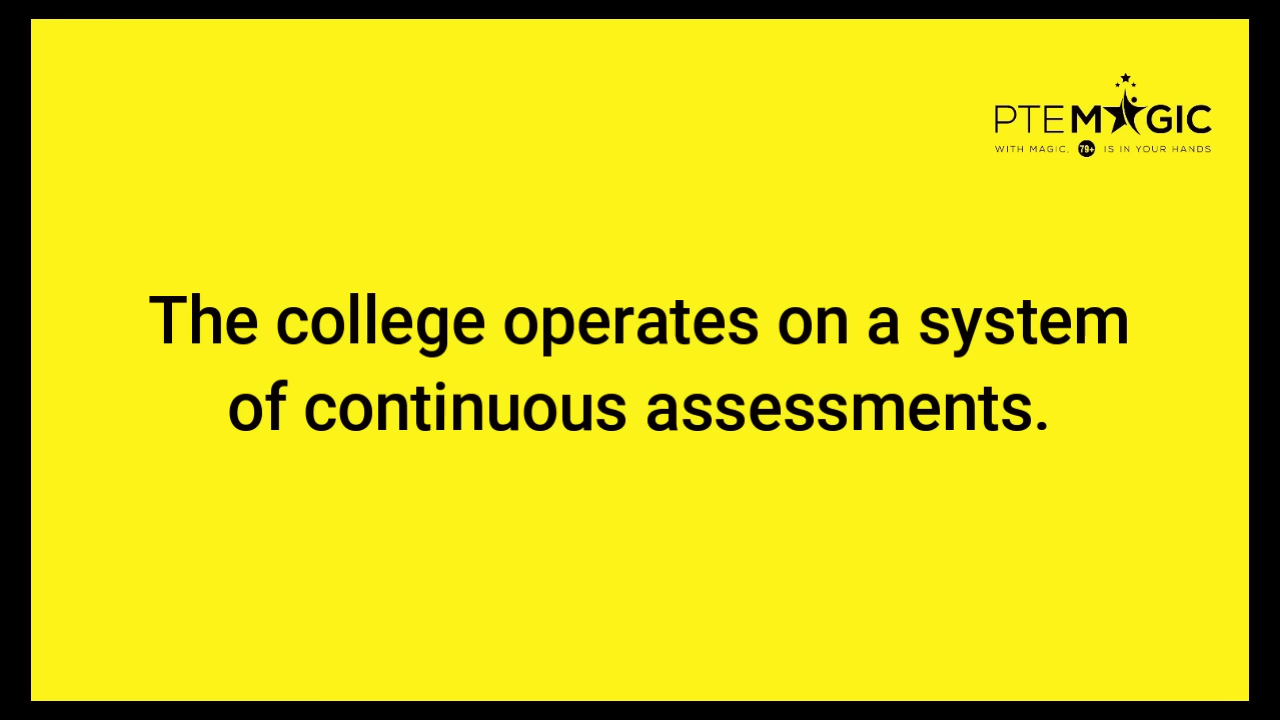 PTEMAGIC
WITH MAGIC, 79+ IS IN YOUR HANDS
The college operates on a system
of continuous assessments.